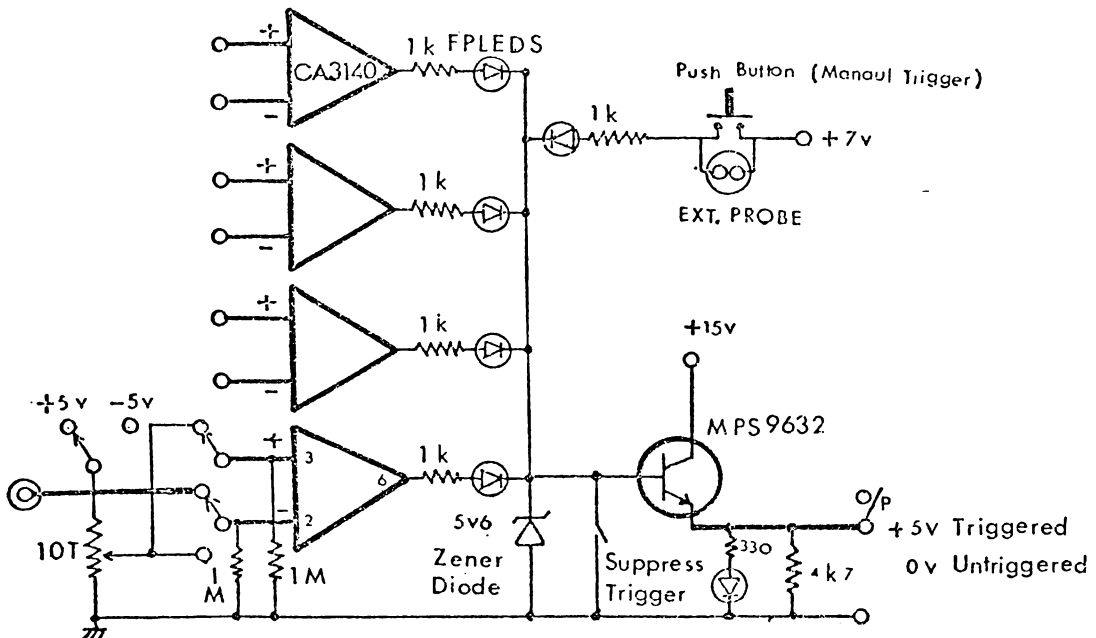 +
1k FPLEDS
CA3140
-
Push Button (Manaul Trigger)
1k
+7v
EXT. PROBE
+
1k
-
+
1k
-
+15v
+5v -5v
MPS9632
+
3
1k
6
-
2
O/P
+5v Triggered
0v Untriggered
10T
1M
1M
5v6
Zener
Diode
Suppress
Trigger
330
4k7